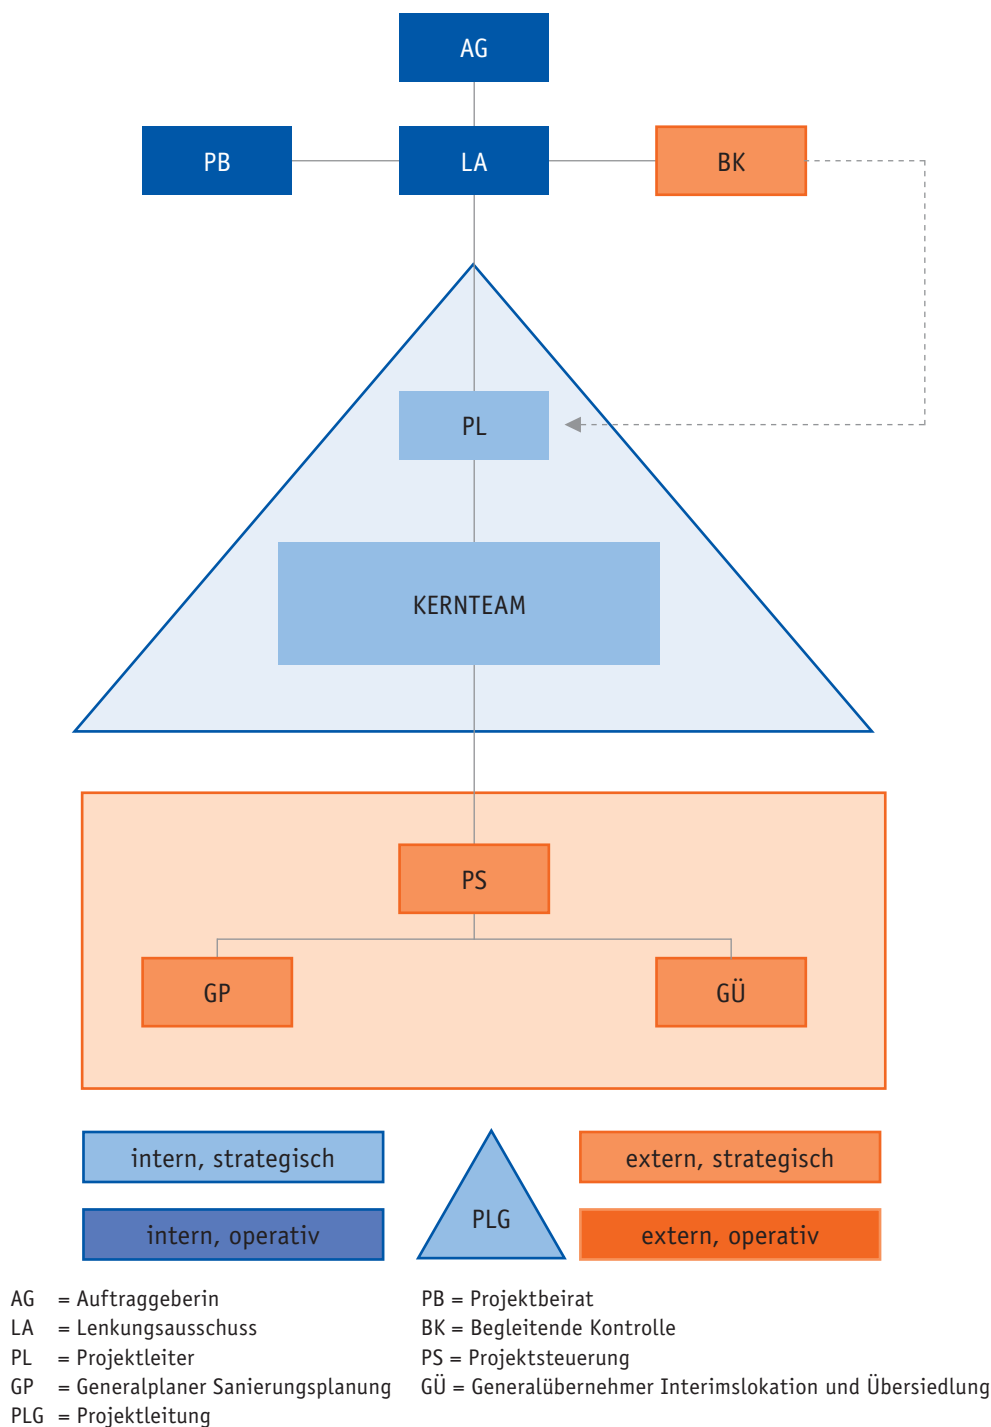 AG
PB
LA
BK
PL
KERNTEAM
PS
GP
GÜ
intern, strategisch
extern, strategisch
PLG
intern, operativ
extern, operativ
AG = Auftraggeberin
LA = Lenkungsausschuss
PL = Projektleiter
GP = Generalplaner Sanierungsplanung
PLG = Projektleitung
PB = Projektbeirat
BK = Begleitende Kontrolle
PS = Projektsteuerung
GÜ = Generalübernehmer Interimslokation und Übersiedlung